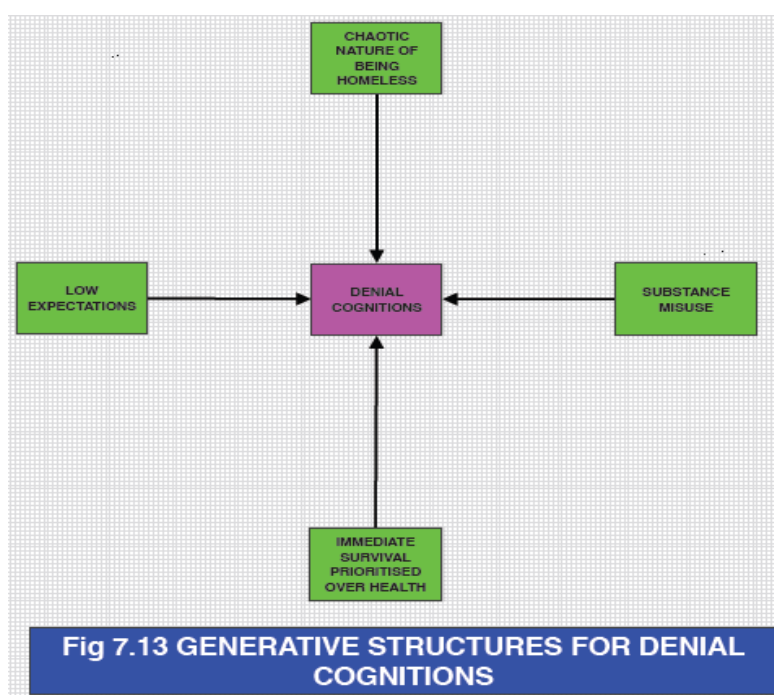 CHAOTIC
NATURE OF
BEING
HOMELESS
LOW
EXPECTATIONS
DENIAL
COGNITIONS
SUBSTANCE
MISUSE
IMMEDIATE
SURVIVAL
PRIORITISED
OVER HEALTH
Fig 7.13 GENERATIVE STRUCTURES FOR DENIAL
COGNITIONS